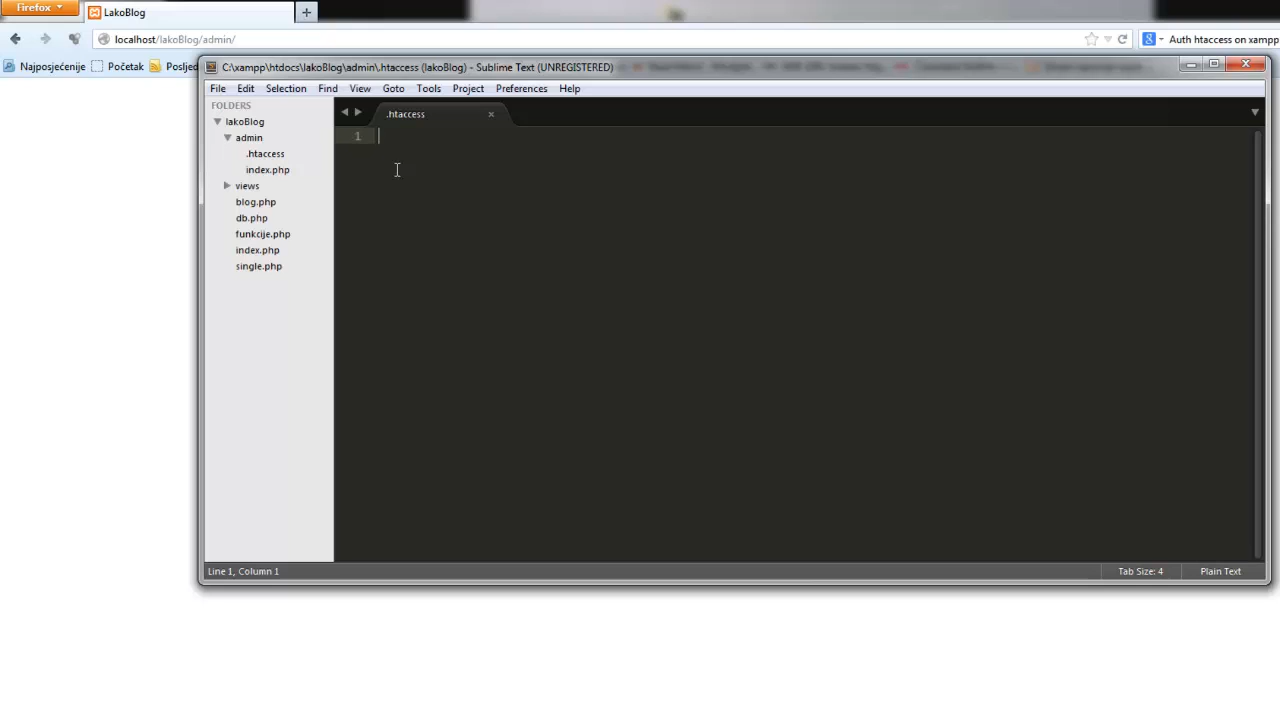 Firefox
LakoBlog
localhost/lakoBlog/admin/
Auth htaccess on xampp
Najposjećenije
Početak
Posljed
C:\xampp\htdocs\lakoBlog\admin\.htaccess (lakoBlog) - Sublime Text (UNREGISTERED)
File Edit Selection Find View Goto Tools Project Preferences Help
FOLDERS
.htaccess
lakoBlog
1
admin
.htaccess
index.php
views
blog.php
db.php
funkcije.php
index.php
single.php
Line 1, Column 1
Tab Size: 4
Plain Text